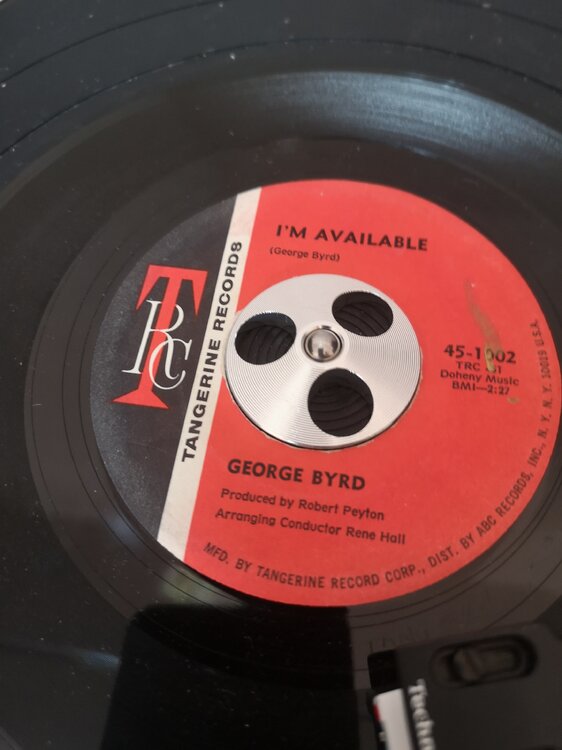 I'M AVAILABLE
(George Byrd)
TRC
TANGERINE RECORDS
45-1002
TRC
Doheny Music
BMI—2:27
GEORGE BYRD
Produced by Robert Peyton
Arranging Conductor Rene Hall
MFD. BY TANGERINE RECORD CORP., DIST. BY ABC RECORDS, INC., N. Y., N. Y. 10019 U.S.A.